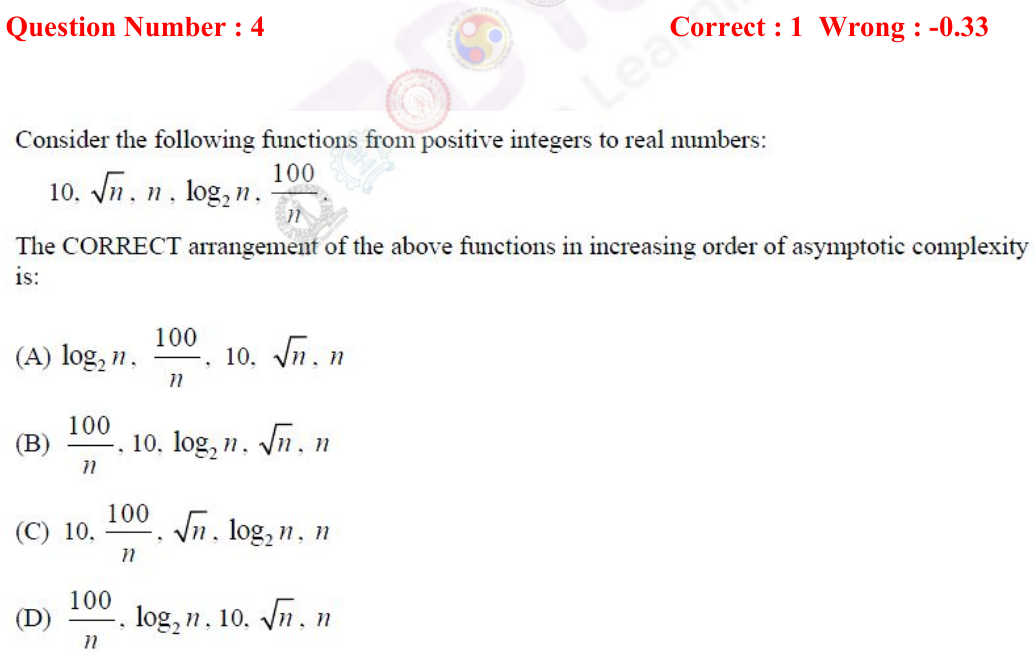 Question Number : 4 Correct : 1 Wrong : -0.33
Consider the following functions from positive integers to real numbers:
10, √n, n, log₂ n, 100/n.
The CORRECT arrangement of the above functions in increasing order of asymptotic complexity
is:
(A) log₂ n, 100/n, 10, √n, n
(B) 100/n, 10, log₂ n, √n, n
(C) 10, 100/n, √n, log₂ n, n
(D) 100/n, log₂ n, 10, √n, n